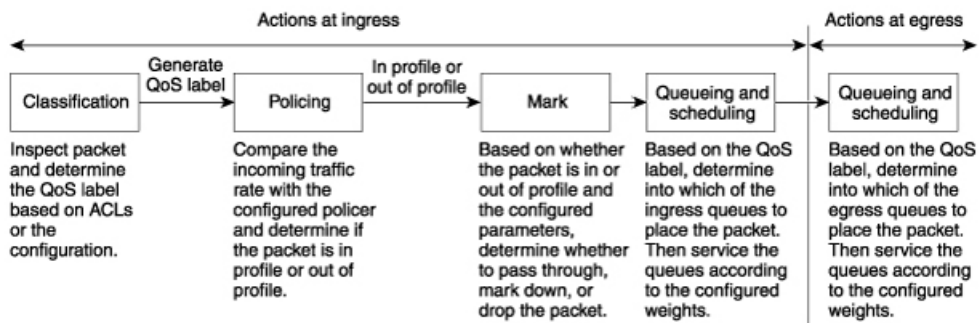 Actions at ingress
Actions at egress
Generate
QoS label
In profile or
out of profile
Classification
Policing
Mark
Queueing and
scheduling
Queueing and
scheduling
Inspect packet
and determine
the QoS label
based on ACLs
or the
configuration.
Compare the
incoming traffic
rate with the
configured policer
and determine if
the packet is in
profile or out of
profile.
Based on whether
the packet is in or
out of profile and
the configured
parameters,
determine whether
to pass through,
mark down, or
drop the packet.
Based on the QoS
label, determine
into which of the
ingress queues to
place the packet.
Then service the
queues according
to the configured
weights.
Based on the QoS
label, determine
into which of the
egress queues to
place the packet.
Then service the
queues according
to the configured
weights.